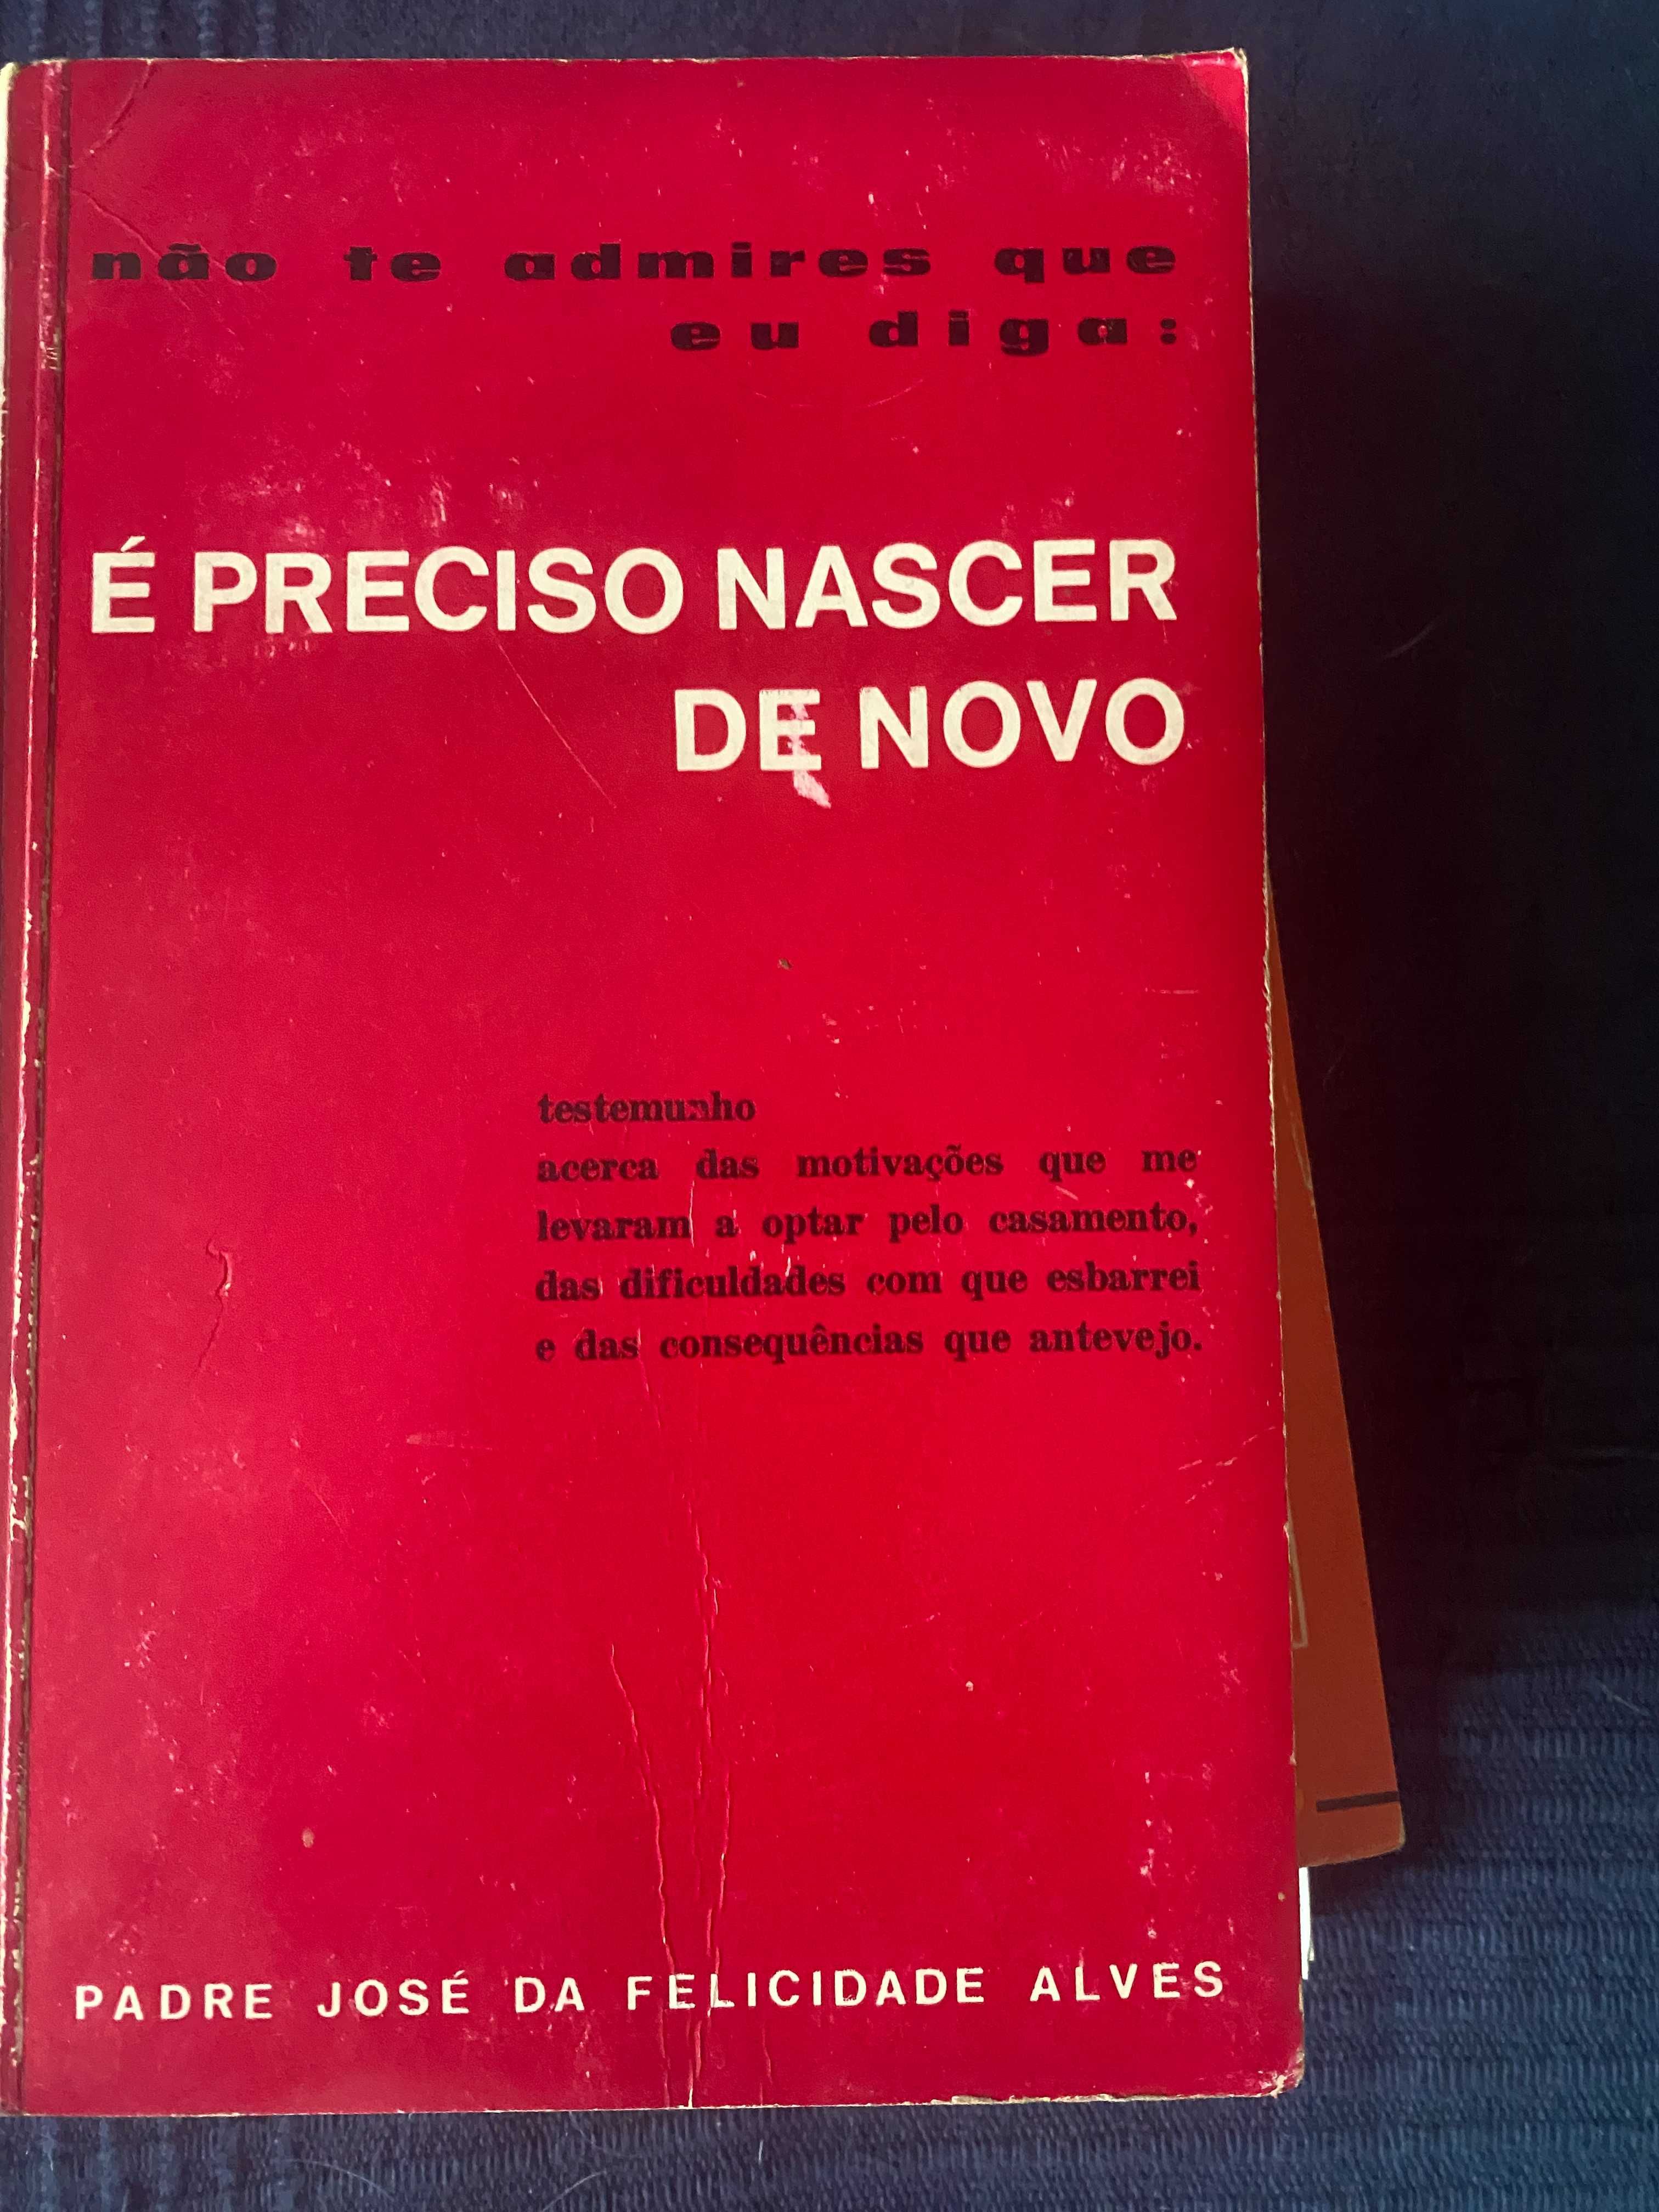 não te admires que
eu diga:
É PRECISO NASCER
DE NOVO
testemunho
acerca das motivações que me
levaram a optar pelo casamento,
das dificuldades com que esbarrei
e das consequências que antevejo.
PADRE JOSÉ DA FELICIDADE ALVES